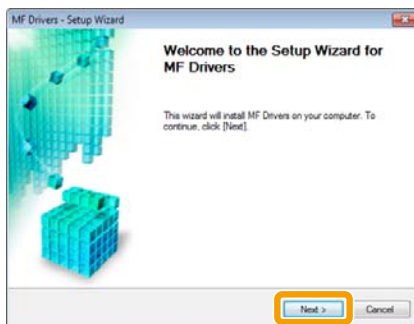 MF Drivers - Setup Wizard
Welcome to the Setup Wizard for
MF Drivers
This wizard will install MF Drivers on your computer. To
continue, click [Next].
Next >
Cancel